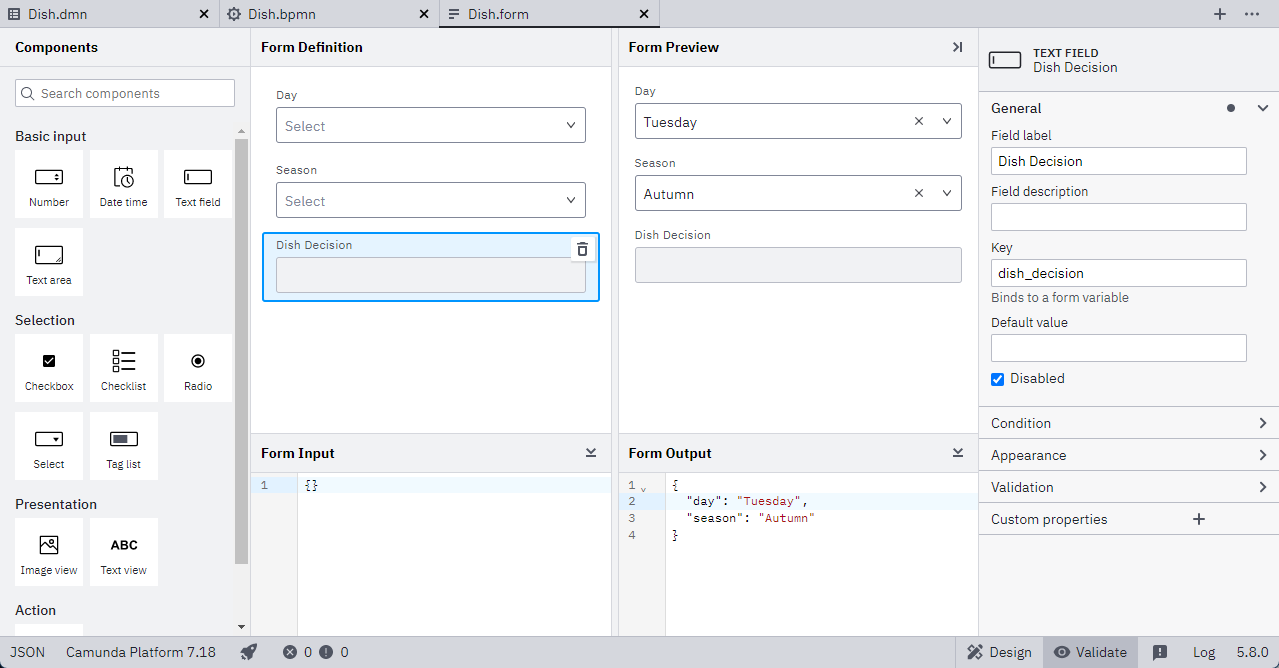 Dish.dmn
Dish.bpmn
Dish.form
Components
Search components
Basic input
Number
Date time
Text field
Text area
Selection
Checkbox
Checklist
Radio
Select
Tag list
Presentation
Image view
ABC
Text view
Action
Form Definition
Day
Select
Season
Select
Dish Decision
Form Input
1 {}
Form Preview
Day
Tuesday
Season
Autumn
Dish Decision
Form Output
1 {
2 "day": "Tuesday",
3 "season": "Autumn"
4 }
TEXT FIELD
Dish Decision
General
Field label
Dish Decision
Field description
Key
dish_decision
Binds to a form variable
Default value
Disabled
Condition
Appearance
Validation
Custom properties
JSON Camunda Platform 7.18 0 0 Design Validate Log 5.8.0